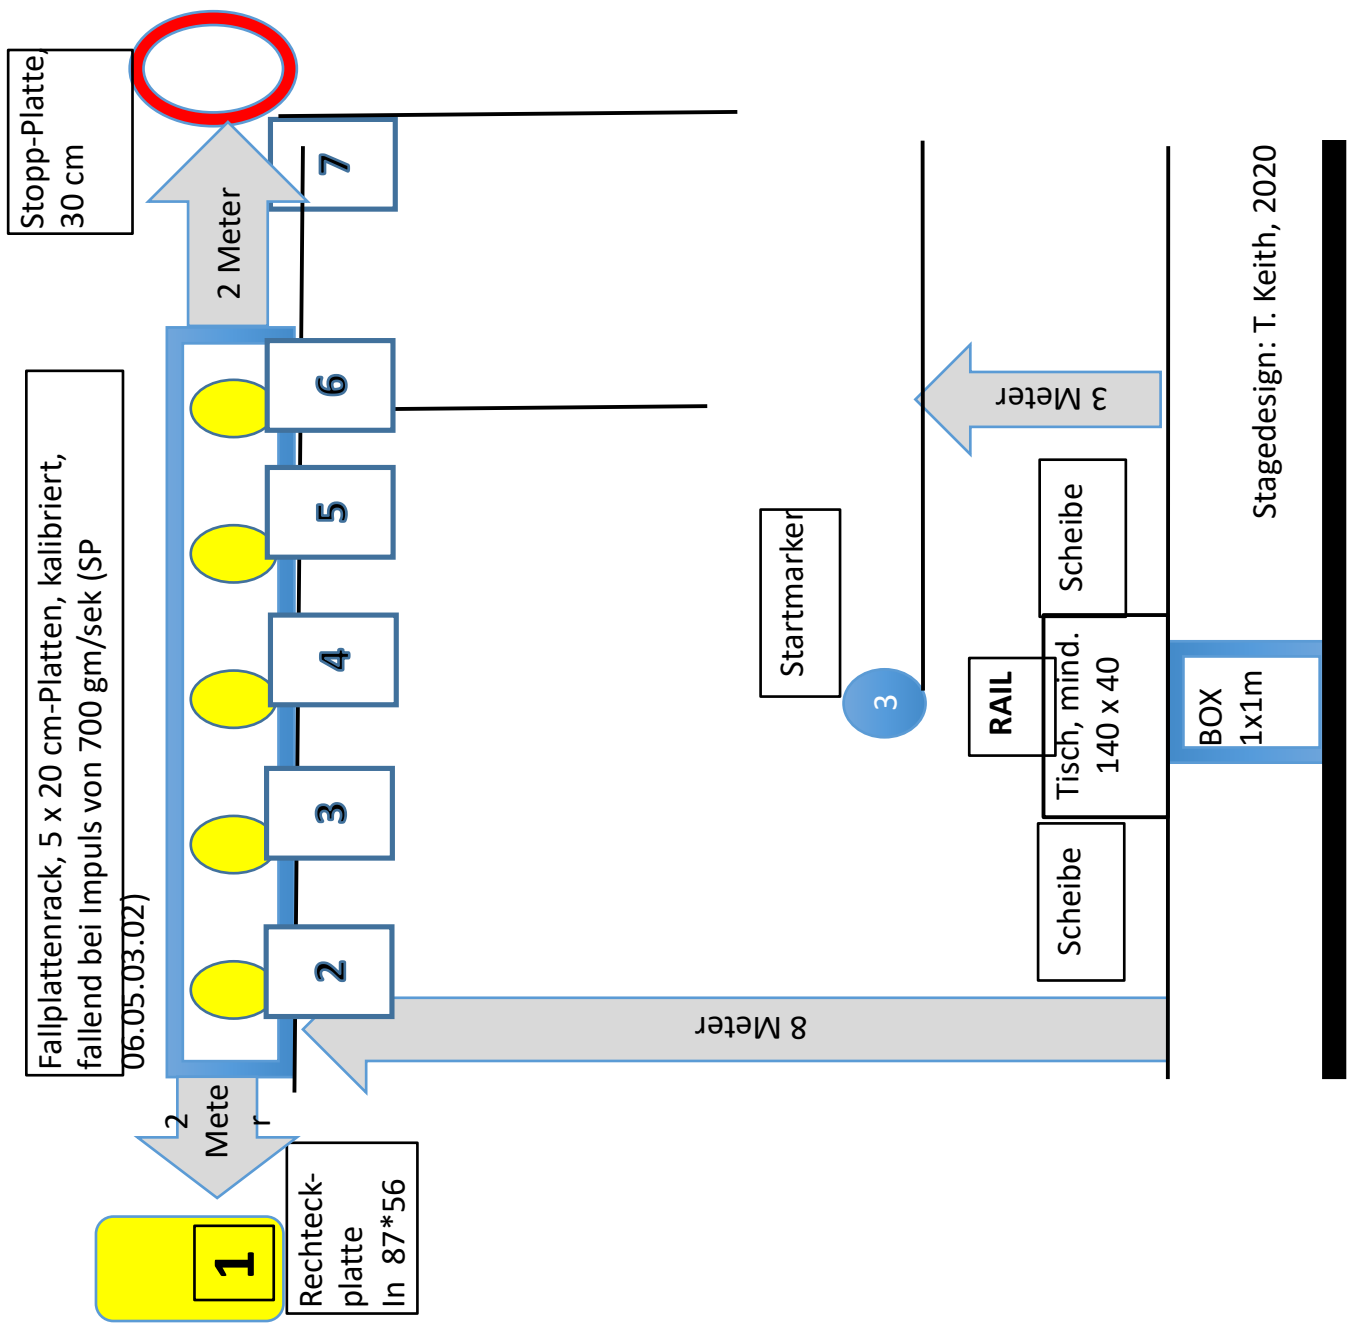 Stopp-Platte,
30 cm
Fallplattenrack, 5 x 20 cm-Platten, kalibriert,
fallend bei Impuls von 700 gm/sek (SP
06.05.03.02)
2
Mete
r
2 Meter
1
Rechteck-
platte
In 87*56
2
3
4
5
6
7
8 Meter
3 Meter
Startmarker
3
RAIL
Tisch, mind.
140 x 40
Scheibe
Scheibe
BOX
1x1m
Stagedesign: T. Keith, 2020